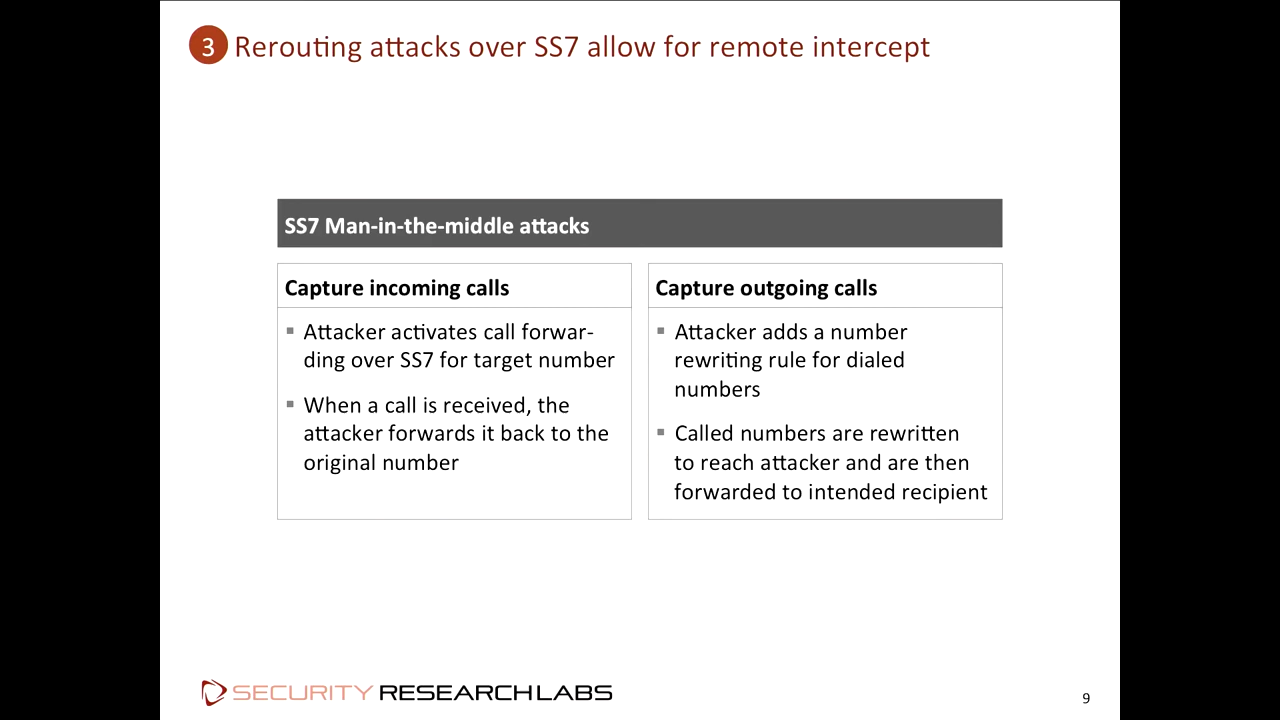 3 Rerouting attacks over SS7 allow for remote intercept
SS7 Man-in-the-middle attacks
Capture incoming calls
▪ Attacker activates call forwar-
ding over SS7 for target number
▪ When a call is received, the
attacker forwards it back to the
original number
Capture outgoing calls
▪ Attacker adds a number
rewriting rule for dialed
numbers
▪ Called numbers are rewritten
to reach attacker and are then
forwarded to intended recipient
SECURITY RESEARCH LABS
9